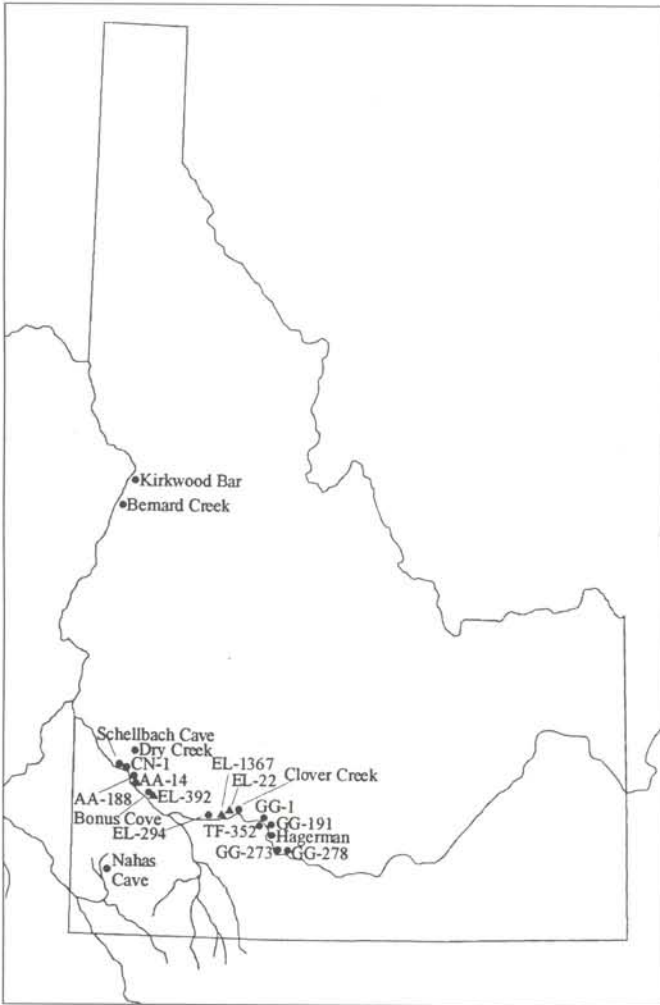 Kirkwood Bar
Bernard Creek
Schellbach Cave
Dry Creek
CN-1
EL-1367
AA-14
EL-22
Clover Creek
AA-188
EL-392
Bonus Cove
GG-1
EL-294
TF-352
GG-191
Hagerman
GG-273
GG-278
Nahas
Cave